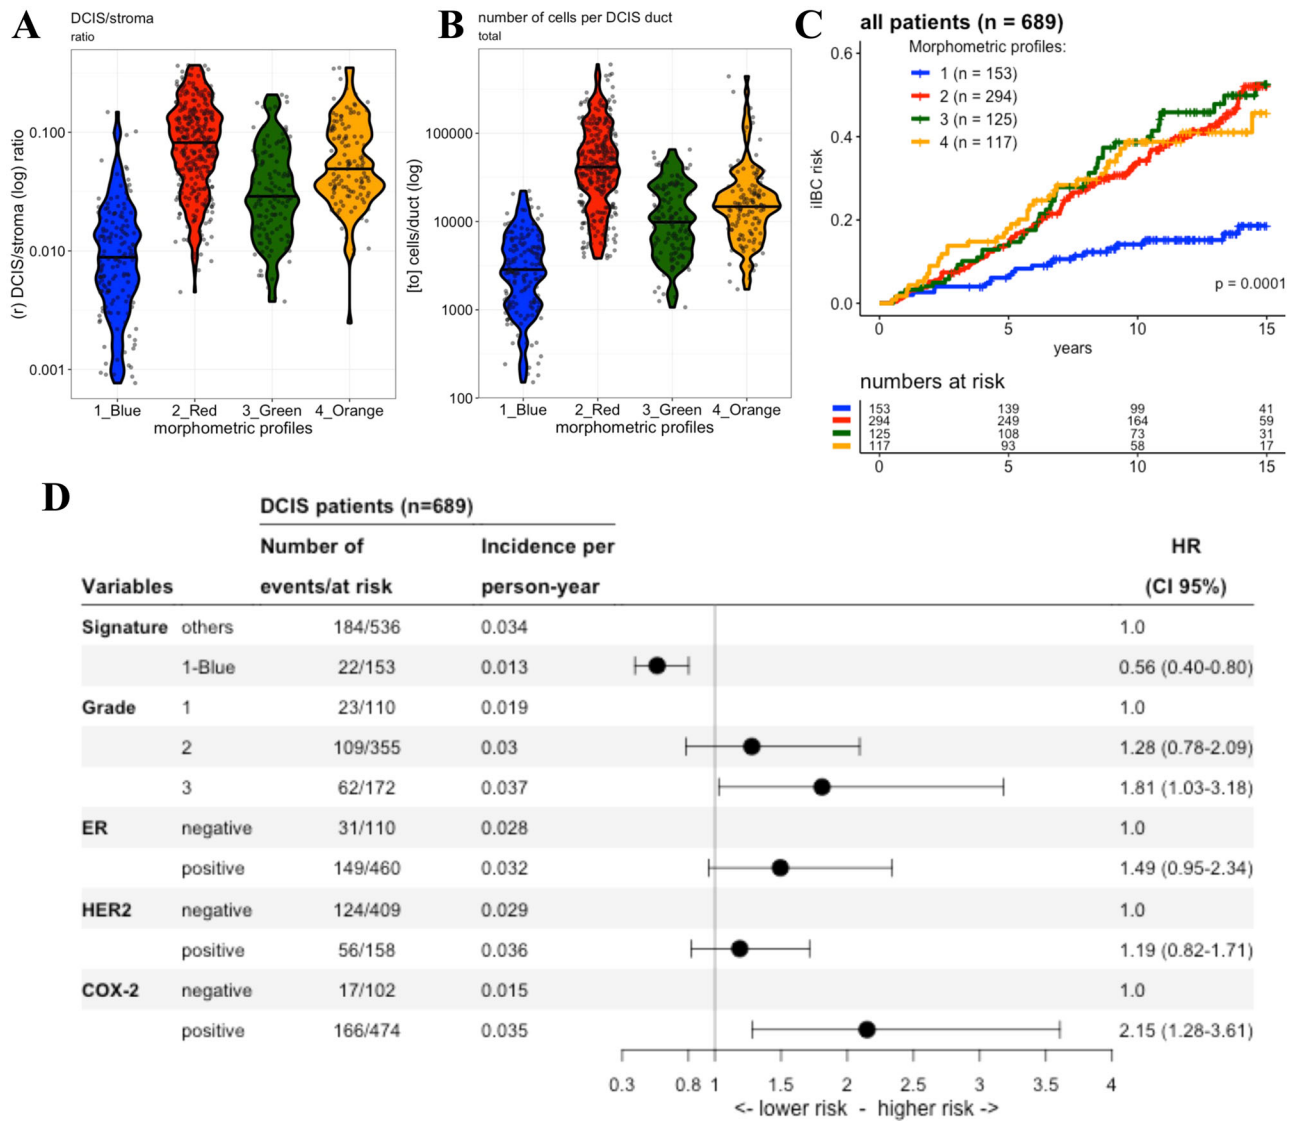 A
DCIS/stroma
ratio
(r) DCIS/stroma (log) ratio
0.100
0.010
0.001
1_Blue 2_Red 3_Green 4_Orange
morphometric profiles
B
number of cells per DCIS duct
total
[to] cells/duct (log)
100000
10000
1000
100
1_Blue 2_Red 3_Green 4_Orange
morphometric profiles
C
all patients (n = 689)
Morphometric profiles:
1 (n = 153)
2 (n = 294)
3 (n = 125)
4 (n = 117)
iIBC risk
0.6
0.4
0.2
0.0
p = 0.0001
0 5 10 15
years
numbers at risk
153 139 99 41
294 249 164 59
125 108 73 31
117 93 58 17
0 5 10 15
D
DCIS patients (n=689)
Number of Incidence per HR
Variables events/at risk person-year (CI 95%)
Signature others 184/536 0.034 1.0
1-Blue 22/153 0.013 0.56 (0.40-0.80)
Grade 1 23/110 0.019 1.0
2 109/355 0.03 1.28 (0.78-2.09)
3 62/172 0.037 1.81 (1.03-3.18)
ER negative 31/110 0.028 1.0
positive 149/460 0.032 1.49 (0.95-2.34)
HER2 negative 124/409 0.029 1.0
positive 56/158 0.036 1.19 (0.82-1.71)
COX-2 negative 17/102 0.015 1.0
positive 166/474 0.035 2.15 (1.28-3.61)
0.3 0.8 1 1.5 2 2.5 3 3.5 4
<- lower risk - higher risk ->